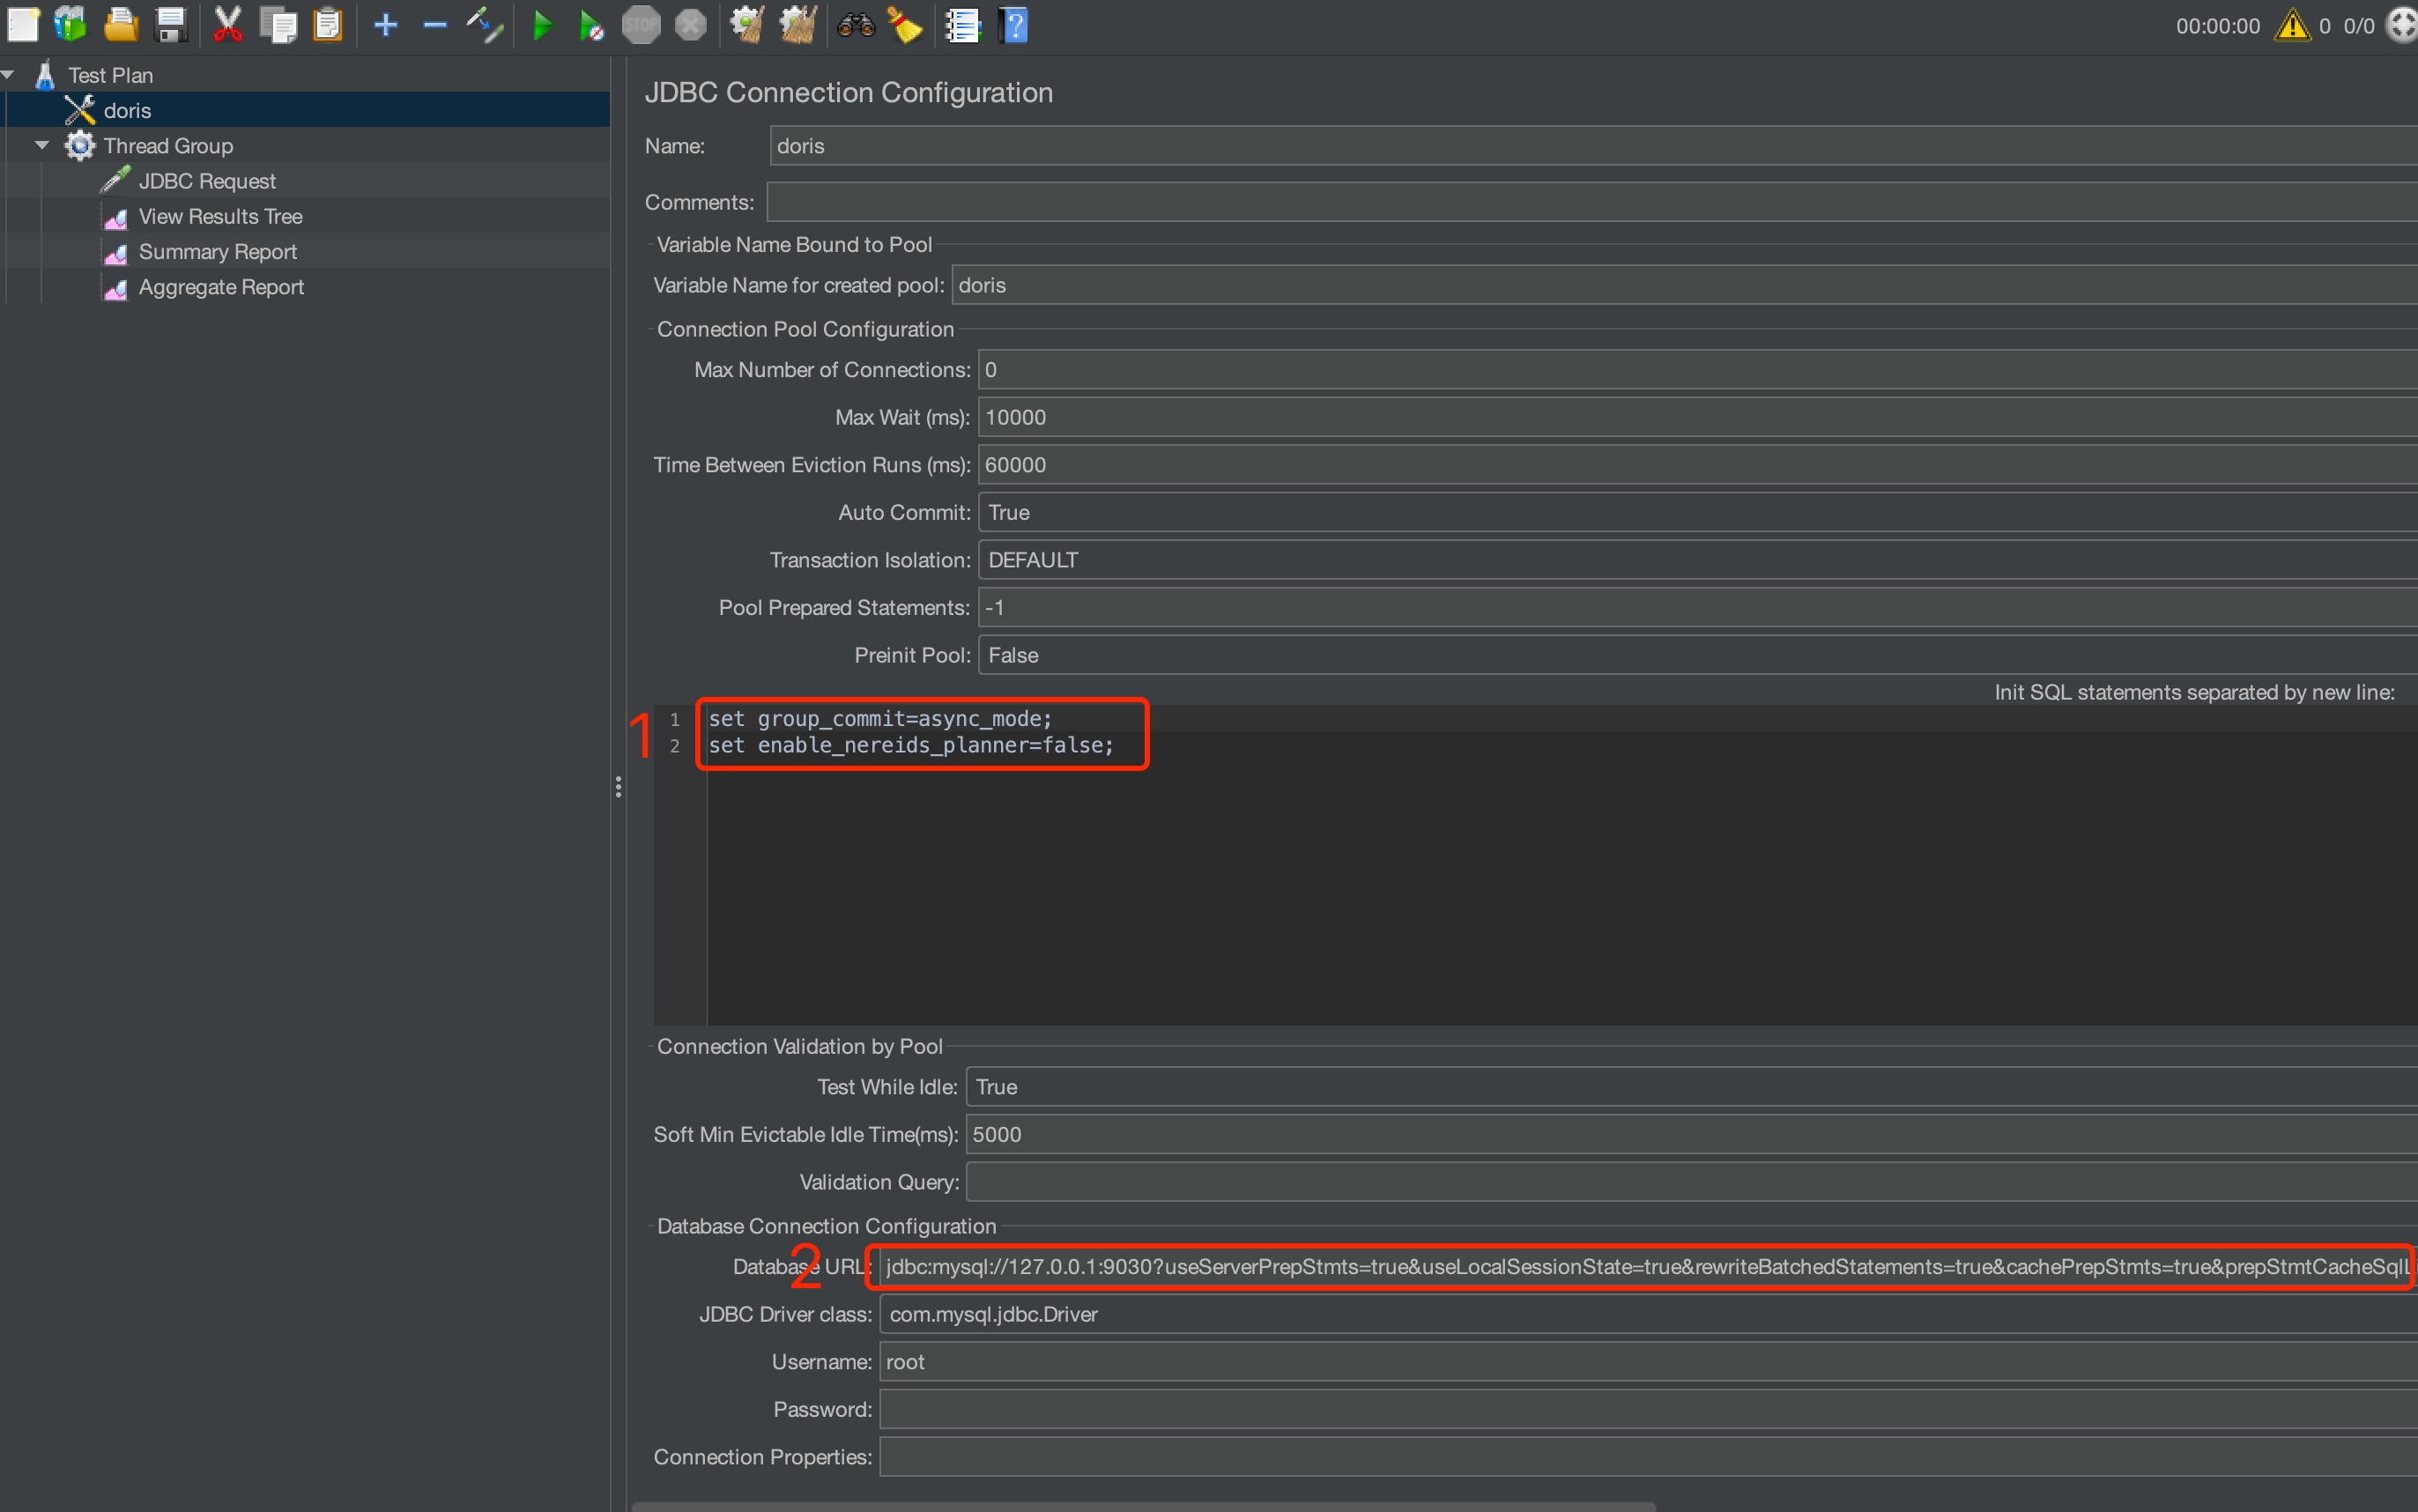 STOP
00:00:00 0 0/0
Test Plan
doris
Thread Group
JDBC Request
View Results Tree
Summary Report
Aggregate Report
JDBC Connection Configuration
Name: doris
Comments:
Variable Name Bound to Pool
Variable Name for created pool: doris
Connection Pool Configuration
Max Number of Connections: 0
Max Wait (ms): 10000
Time Between Eviction Runs (ms): 60000
Auto Commit: True
Transaction Isolation: DEFAULT
Pool Prepared Statements: -1
Preinit Pool: False
Init SQL statements separated by new line:
1
1 set group_commit=async_mode;
2 set enable_nereids_planner=false;
Connection Validation by Pool
Test While Idle: True
Soft Min Evictable Idle Time(ms): 5000
Validation Query:
Database Connection Configuration
2
Database URL: jdbc:mysql://127.0.0.1:9030?useServerPrepStmts=true&useLocalSessionState=true&rewriteBatchedStatements=true&cachePrepStmts=true&prepStmtCacheSqlL
JDBC Driver class: com.mysql.jdbc.Driver
Username: root
Password:
Connection Properties: